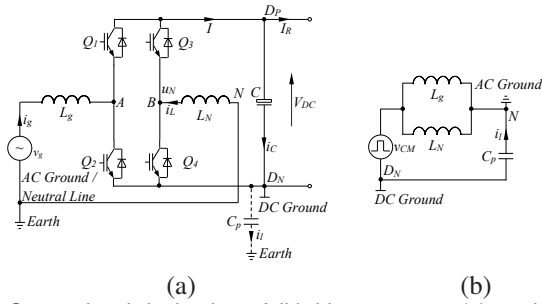 I
D_P
I_R
Q_1
Q_3
u_N
N
A
B
L_g
i_L
L_N
C
V_DC
i_g
v_g
i_C
Q_2
Q_4
AC Ground /
Neutral Line
D_N
DC Ground
Earth
C_p
i_l
Earth
(a)
AC Ground
L_g
N
L_N
i_l
v_CM
C_p
D_N
DC Ground
(b)